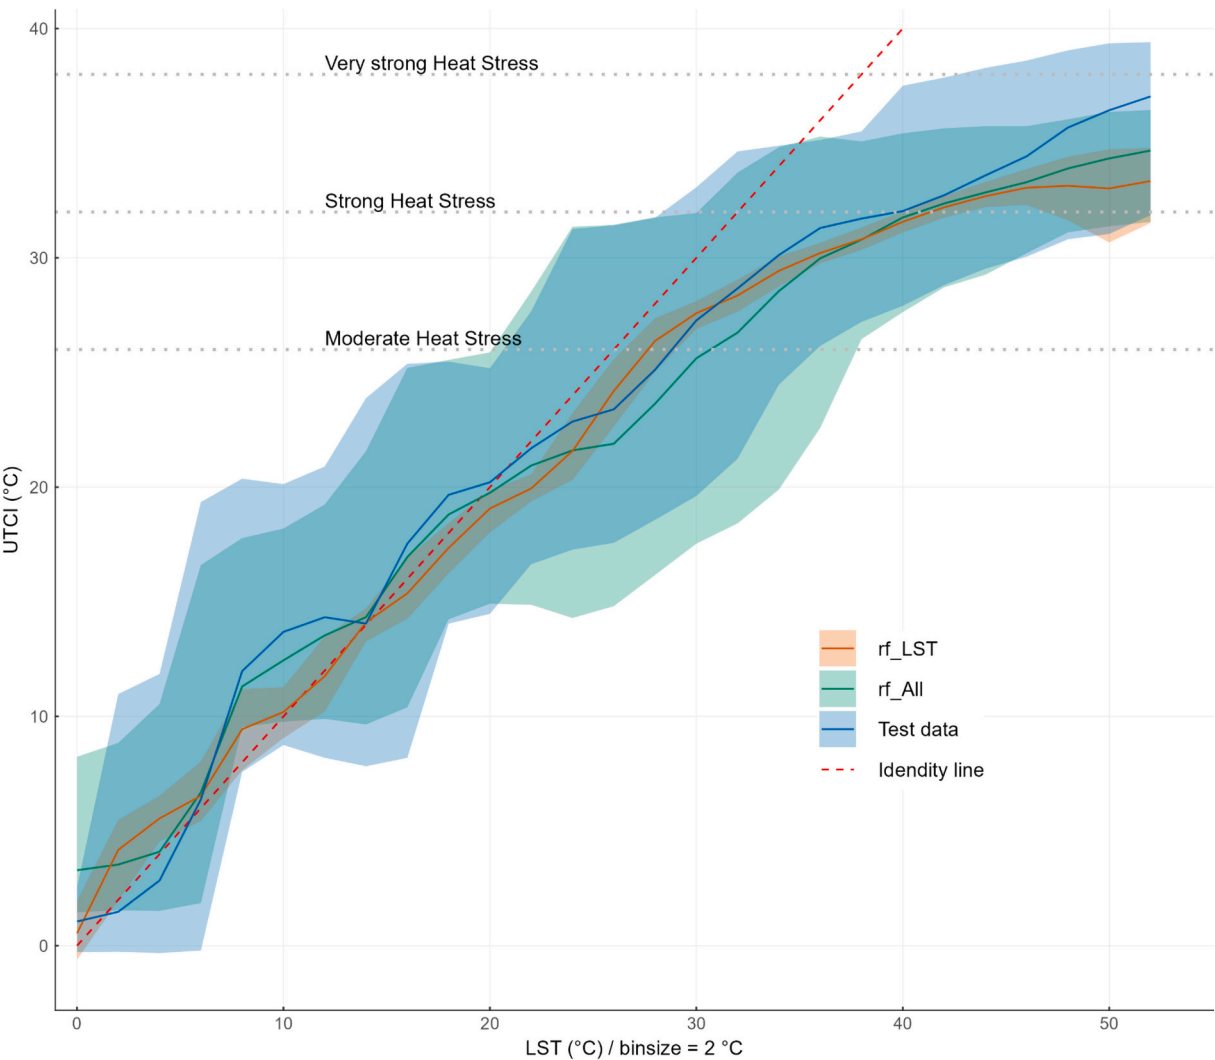 40
Very strong Heat Stress
Strong Heat Stress
30
Moderate Heat Stress
20
UTCI (°C)
rf_LST
rf_All
10
Test data
Idendity line
0
0 10 20 30 40 50
LST (°C) / binsize = 2 °C